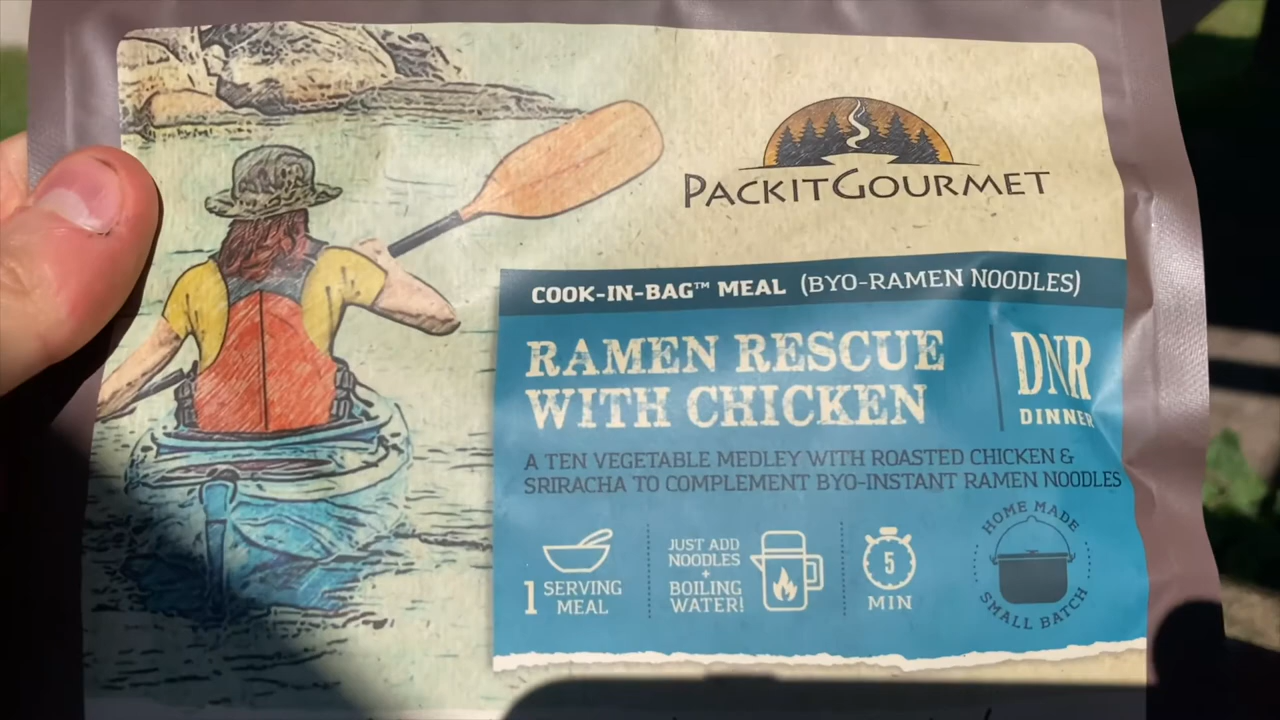 PACKITGOURMET
COOK-IN-BAG™ MEAL (BYO-RAMEN NOODLES)
RAMEN RESCUE
WITH CHICKEN
DNR
DINNER
A TEN VEGETABLE MEDLEY WITH ROASTED CHICKEN &
SRIRACHA TO COMPLEMENT BYO-INSTANT RAMEN NOODLES
1 SERVING
MEAL
JUST ADD
NOODLES
+
BOILING
WATER!
5
MIN
HOME MADE
SMALL BATCH